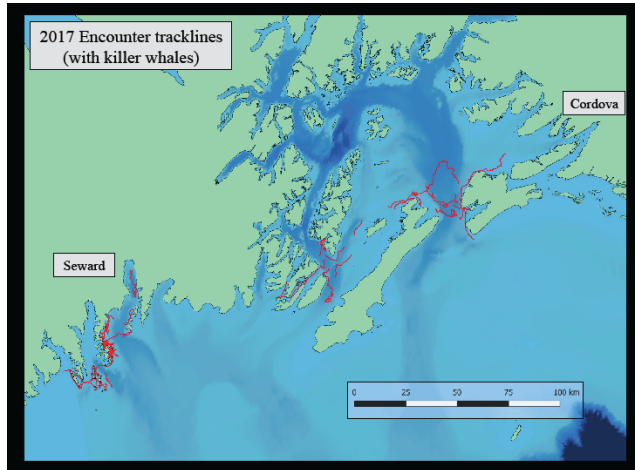 2017 Encounter tracklines
(with killer whales)
Cordova
Seward
0 25 50 75 100 km